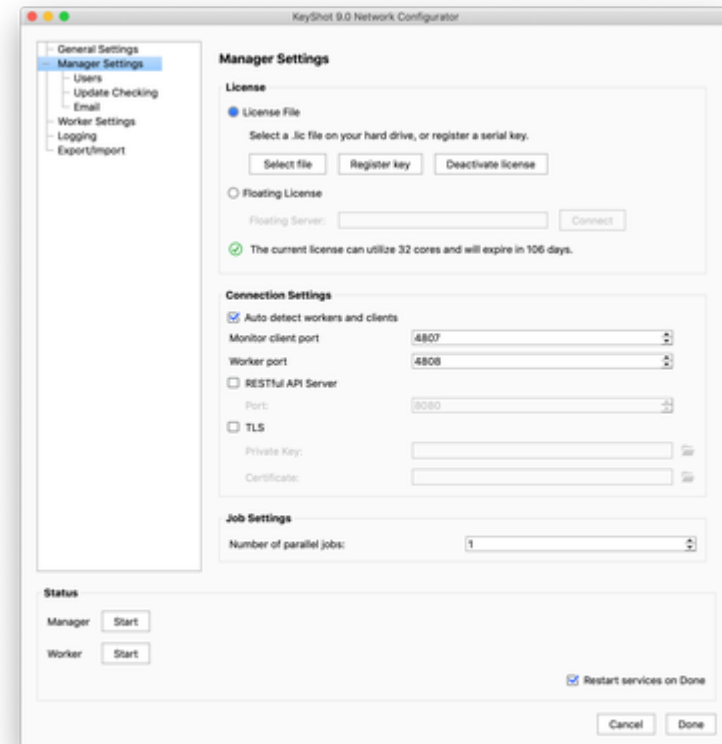 KeyShot 9.0 Network Configurator
General Settings
Manager Settings
Users
Update Checking
Email
Worker Settings
Logging
Export/Import
Manager Settings
License
License File
Select a .lic file on your hard drive, or register a serial key.
Select file Register key Deactivate license
Floating License
Floating Server: Connect
The current license can utilize 32 cores and will expire in 106 days.
Connection Settings
Auto detect workers and clients
Monitor client port 4807
Worker port 4808
RESTful API Server
Port: 8080
TLS
Private Key:
Certificate:
Job Settings
Number of parallel jobs: 1
Status
Manager Start
Worker Start
Restart services on Done
Cancel Done